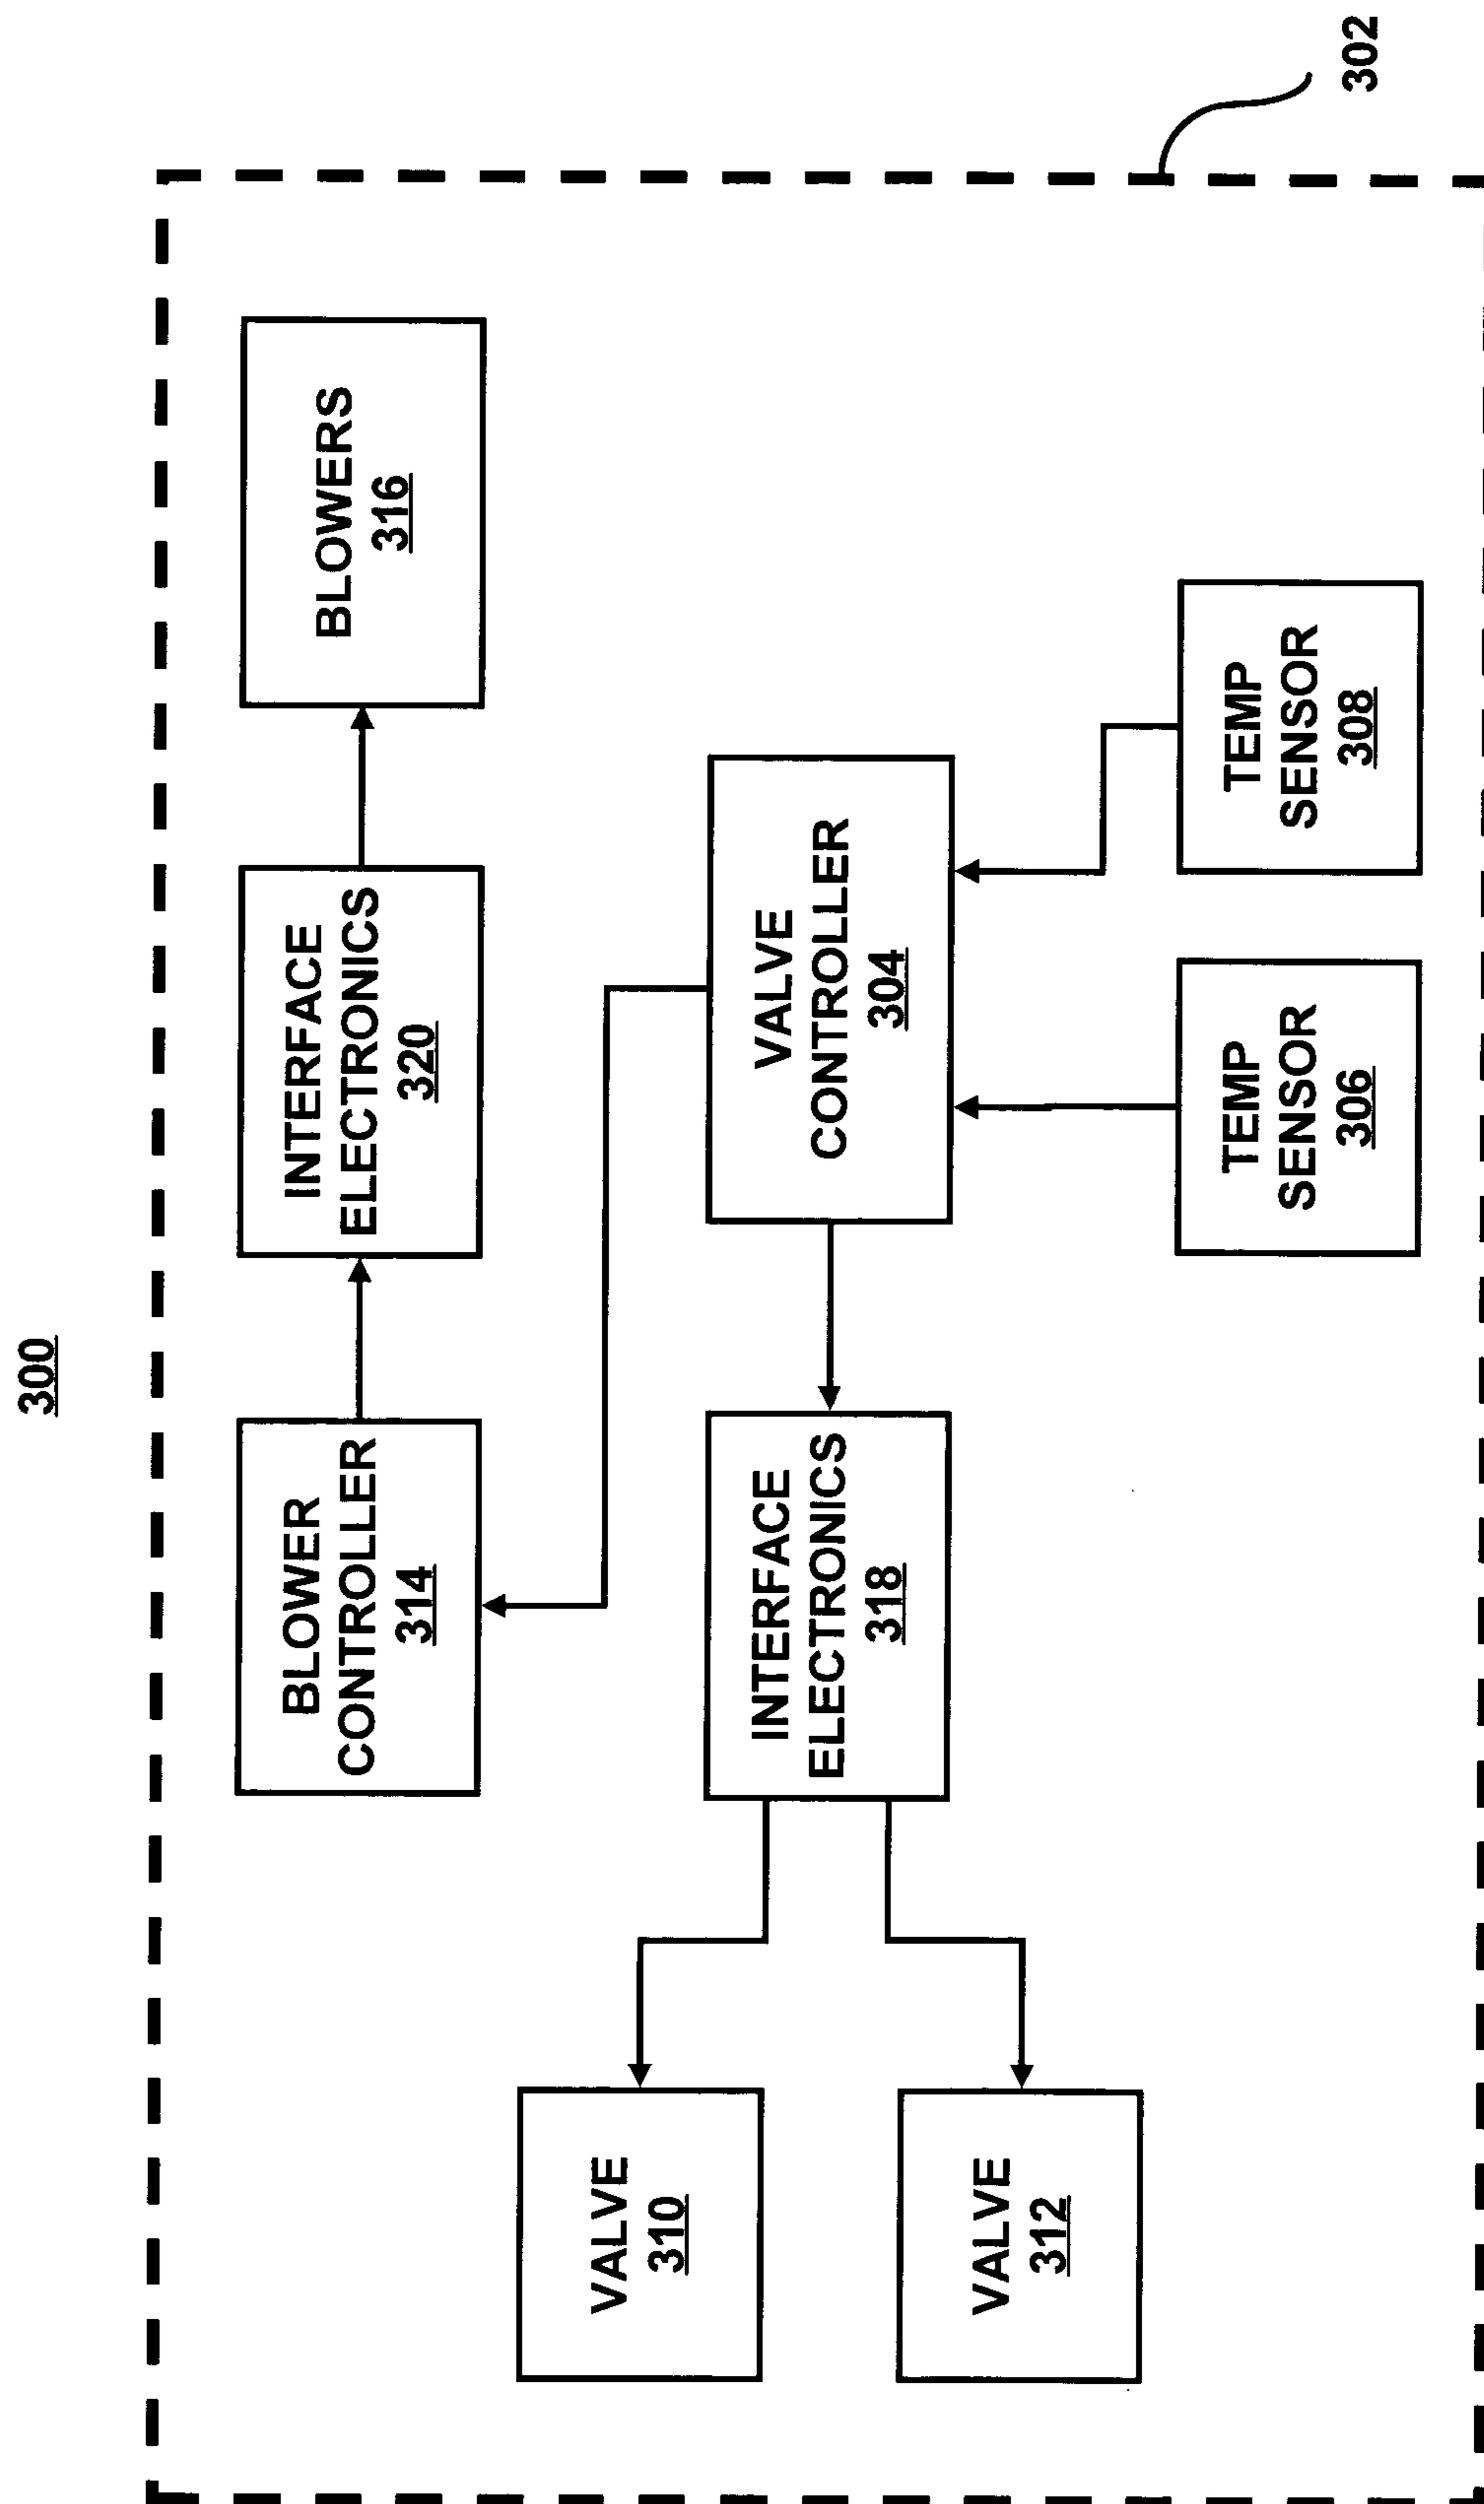 300
302
BLOWER
CONTROLLER
314
INTERFACE
ELECTRONICS
320
BLOWERS
316
VALVE
310
VALVE
312
INTERFACE
ELECTRONICS
318
VALVE
CONTROLLER
304
TEMP
SENSOR
306
TEMP
SENSOR
308